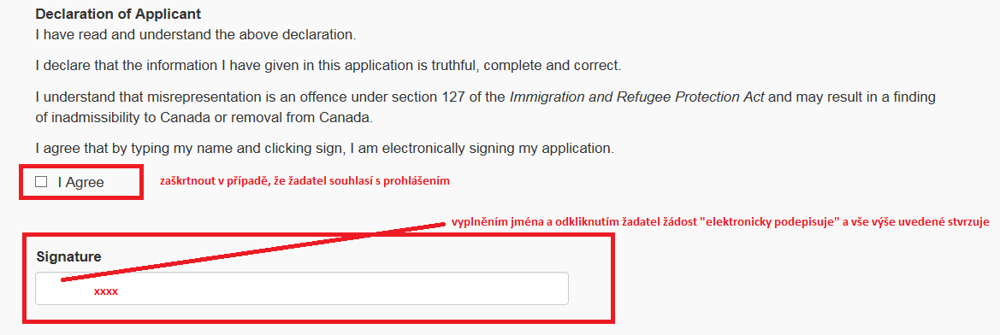 Declaration of Applicant
I have read and understand the above declaration.
I declare that the information I have given in this application is truthful, complete and correct.
I understand that misrepresentation is an offence under section 127 of the Immigration and Refugee Protection Act and may result in a finding
of inadmissibility to Canada or removal from Canada.
I agree that by typing my name and clicking sign, I am electronically signing my application.
I Agree zaškrtnout v případě, že žadatel souhlasí s prohlášením
vyplněním jména a odkliknutím žadatel žádost "elektronicky podepisuje" a vše výše uvedené stvrzuje
Signature
xxxx